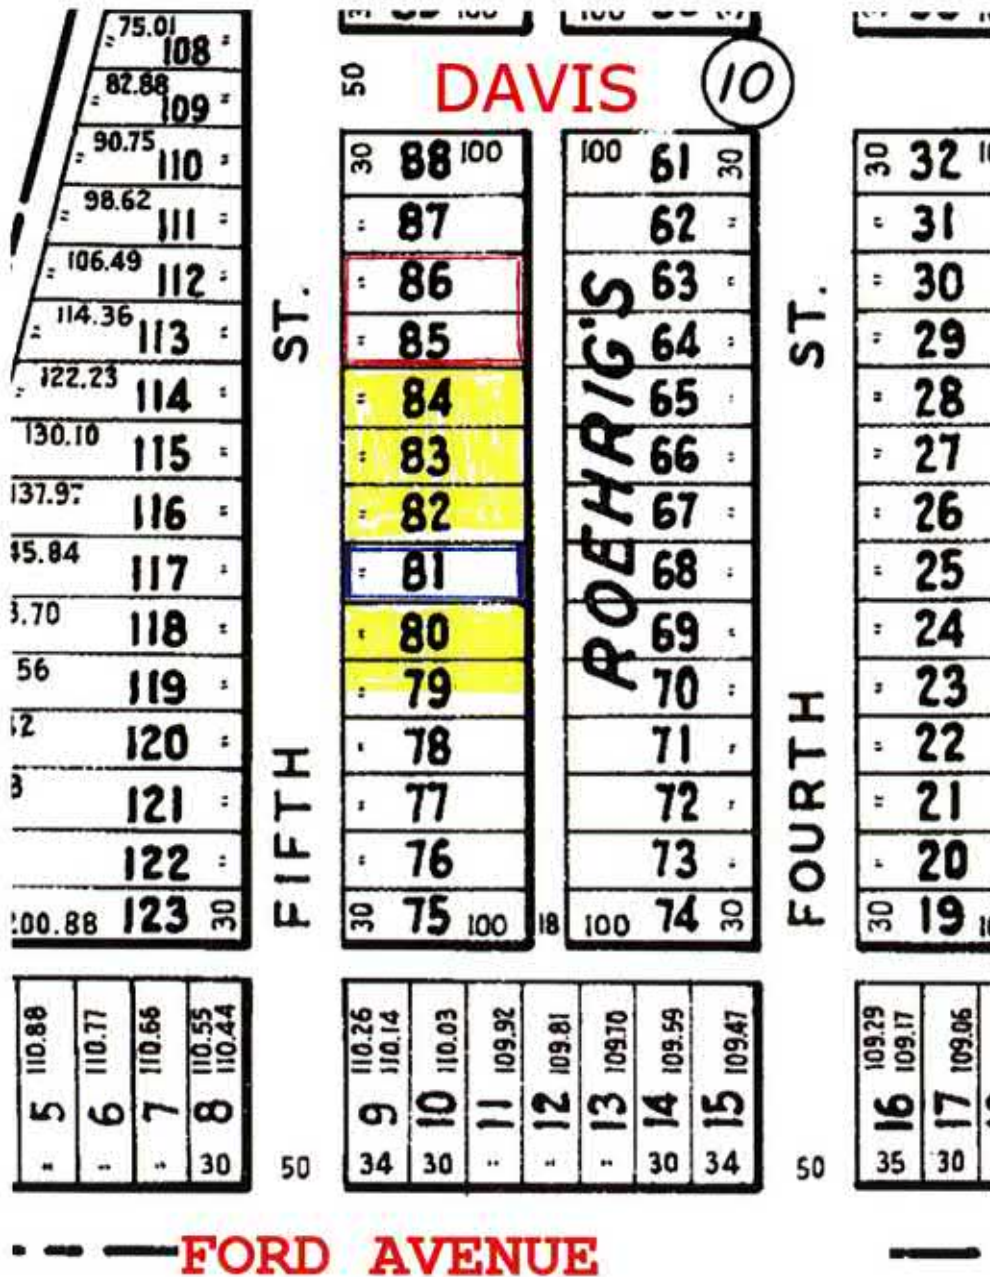 DAVIS
10
50
75.01 108 "
" 82.88 109 "
" 90.75 110 "
" 98.62 111 "
" 106.49 112 "
" 114.36 113 "
" 122.23 114 "
130.10 115 "
137.97 116 "
45.84 117 "
3.70 118 "
56 119 "
120 "
121 "
122 "
200.88 123 30
FIFTH ST.
30 88 100
87
" 86
" 85
" 84
" 83
" 82
" 81
" 80
" 79
" 78
" 77
" 76
30 75 100
18
ROEHRIG'S
100 61 30
62 "
63 "
64 "
65 "
66 "
67 "
68 "
69 "
70 "
71 "
72 "
73 "
100 74 30
FOURTH ST.
30 32
" 31
" 30
" 29
" 28
" 27
" 26
" 25
" 24
" 23
" 22
" 21
" 20
30 19
110.88 5 "
110.77 6 "
110.66 7 "
110.55 110.44 8 30
50
110.26 110.14 9 34
110.03 10 30
109.92 11 "
109.81 12 "
109.70 13 "
109.59 14 30
109.47 15 34
50
109.29 109.17 16 35
109.06 17 30
FORD AVENUE